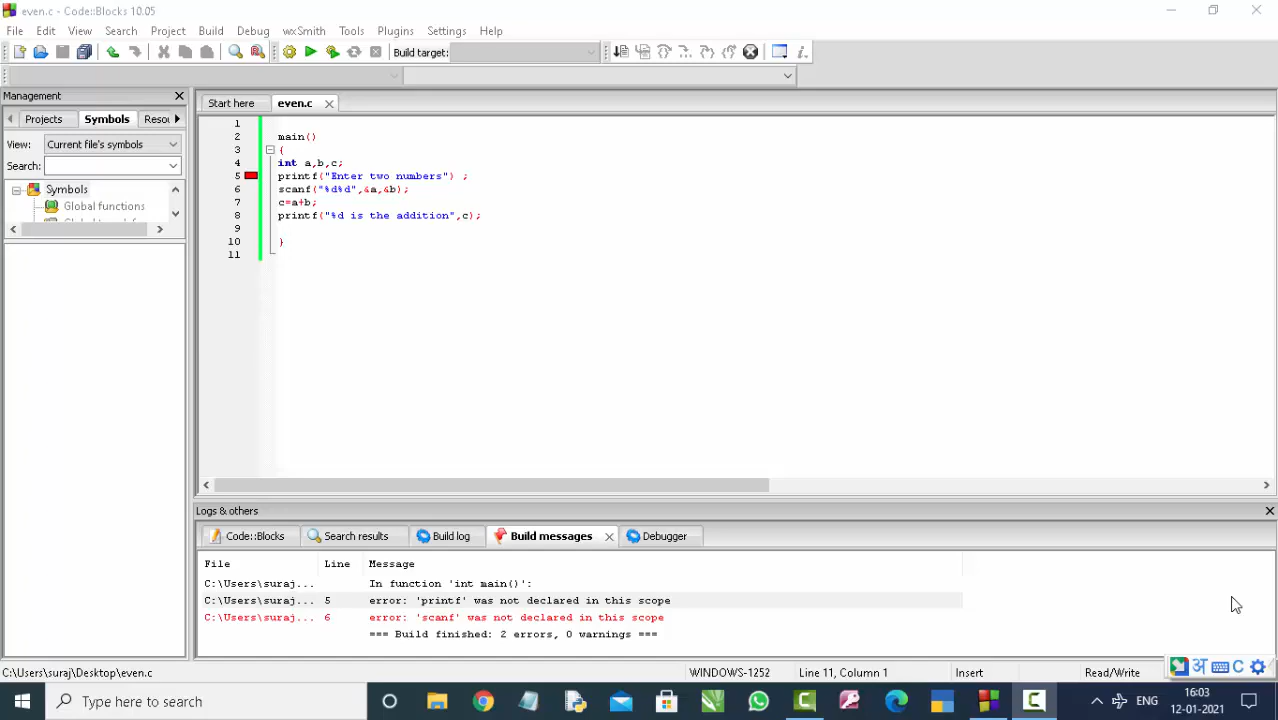 even.c - Code::Blocks 10.05
File Edit View Search Project Build Debug wxSmith Tools Plugins Settings Help
Build target:
Management
Start here even.c
Projects Symbols Resou
View: Current file's symbols
Search:
Symbols
Global functions
1
2 main()
3 {
4 int a,b,c;
5 printf("Enter two numbers") ;
6 scanf("%d%d",&a,&b);
7 c=a+b;
8 printf("%d is the addition",c);
9
10 }
11
Logs & others
Code::Blocks Search results Build log Build messages Debugger
File Line Message
C:\Users\suraj... In function 'int main()':
C:\Users\suraj... 5 error: 'printf' was not declared in this scope
C:\Users\suraj... 6 error: 'scanf' was not declared in this scope
=== Build finished: 2 errors, 0 warnings ===
C:\Users\suraj\Desktop\even.c WINDOWS-1252 Line 11, Column 1 Insert Read/Write
अ C
Type here to search
ENG
16:03
12-01-2021